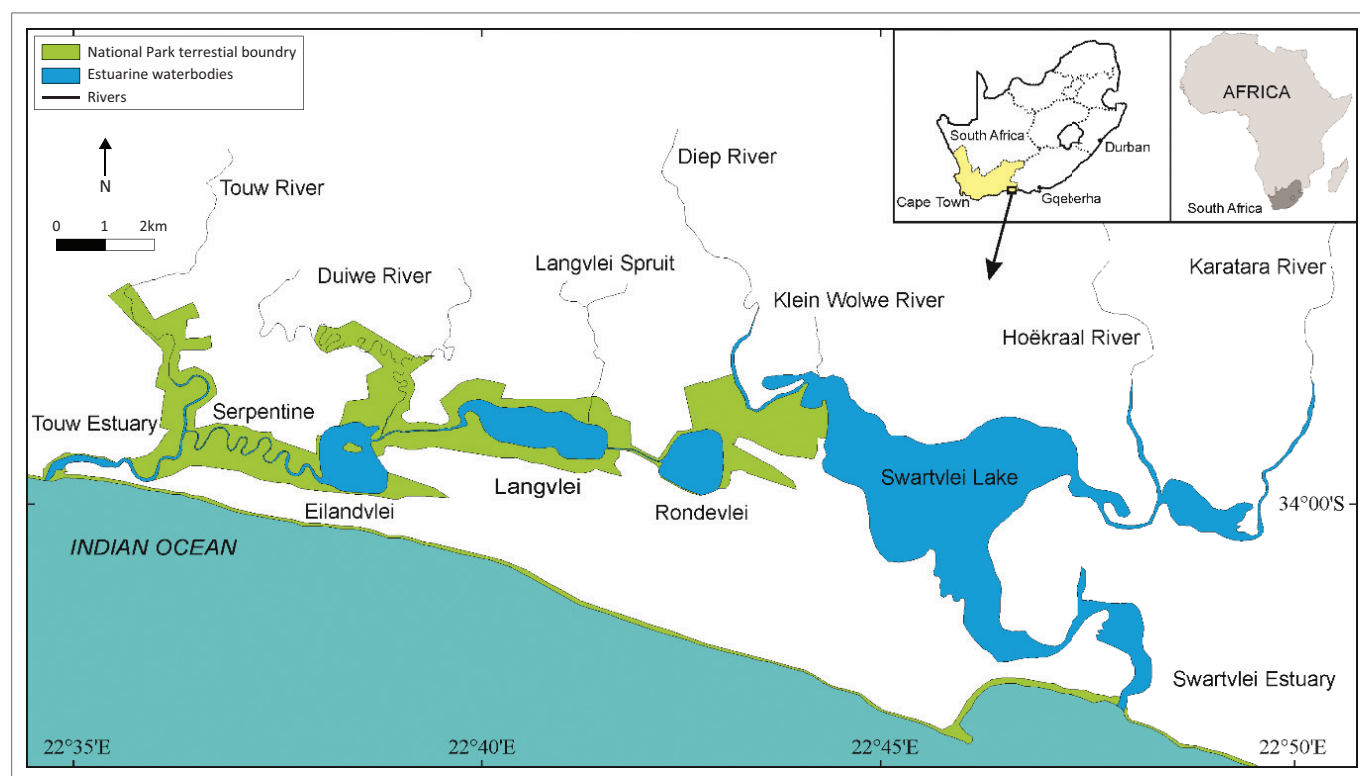 National Park terrestial boundry
Estuarine waterbodies
Rivers
N
0 1 2km
Touw River
Duiwe River
Langvlei Spruit
Diep River
Klein Wolwe River
Hoëkraal River
Karatara River
South Africa
Durban
Cape Town
Gqeberha
AFRICA
South Africa
Touw Estuary
Serpentine
Eilandvlei
Langvlei
Rondevlei
Swartvlei Lake
Swartvlei Estuary
INDIAN OCEAN
34°00'S
22°35'E
22°40'E
22°45'E
22°50'E